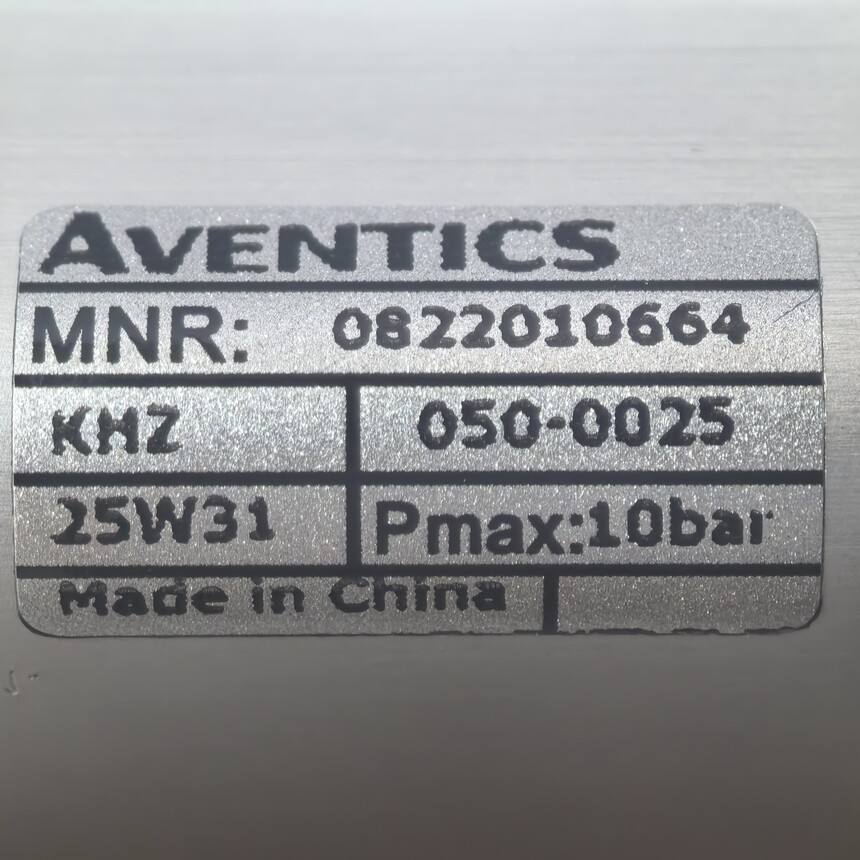 AVENTICS
MNR: 0822010664
KHZ 050-0025
25W31 Pmax:10bar
Made in China